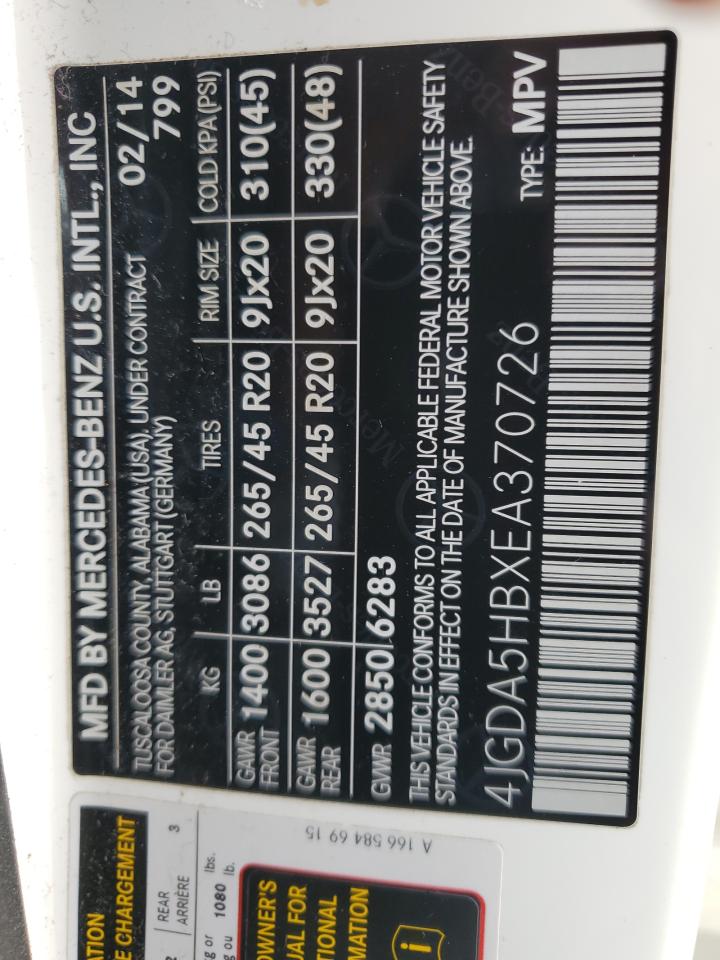 MFD BY MERCEDES-BENZ U.S. INTL., INC
TUSCALOOSA COUNTY, ALABAMA (USA), UNDER CONTRACT 02/14
FOR DAIMLER AG, STUTTGART (GERMANY) 799
KG LB TIRES RIM SIZE COLD KPA(PSI)
GAWR FRONT 1400 3086 265/45 R20 9Jx20 310(45)
GAWR REAR 1600 3527 265/45 R20 9Jx20 330(48)
GVWR 2850 6283
THIS VEHICLE CONFORMS TO ALL APPLICABLE FEDERAL MOTOR VEHICLE SAFETY
STANDARDS IN EFFECT ON THE DATE OF MANUFACTURE SHOWN ABOVE.
4JGDA5HBXEA370726 TYPE: MPV
CHARGEMENT
REAR
ARRIÈRE 3
or lbs.
ou 1080 lb.
OWNER'S
FOR
A 166 584 69 15